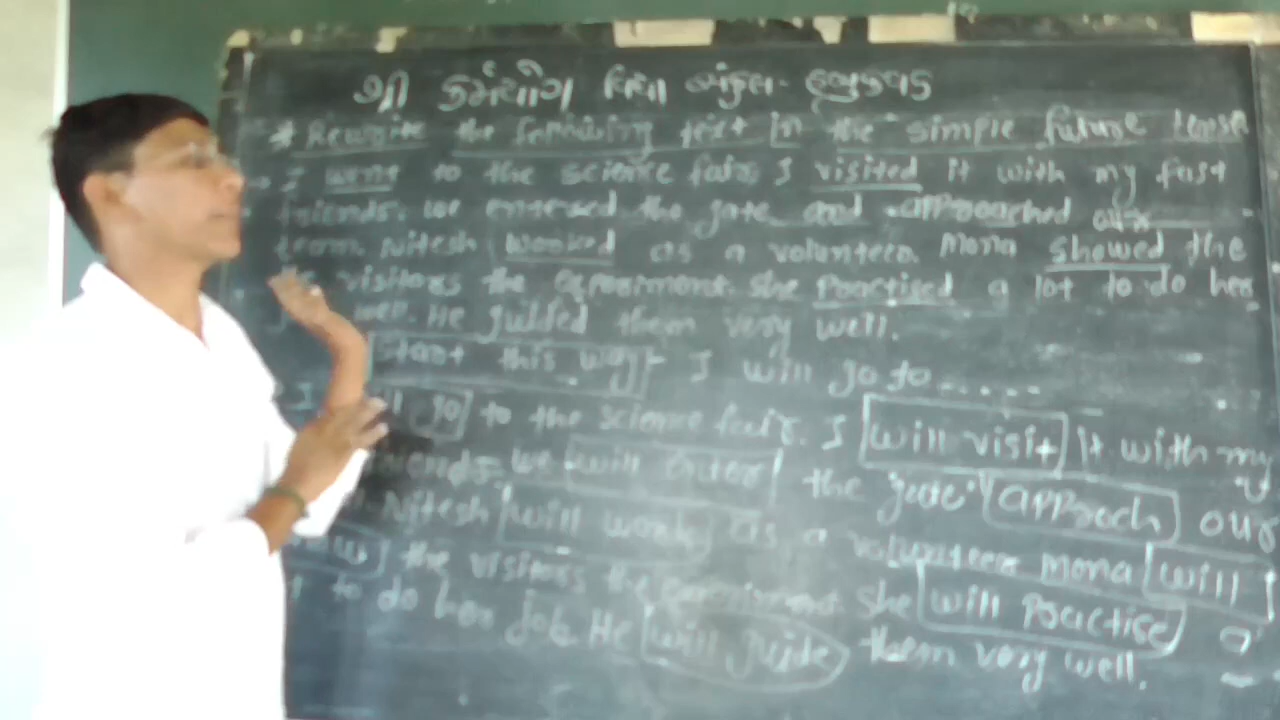 શ્રી
* Rewrite the following text in the simple future tense
I went to the science fair. I visited it with my fast
friends. we entered the gate and approached our
team. Nitesh worked as a volunteer. Mona showed the
visitors the experiment. she practised a lot to do her
well. He guided them very well.
Start this way:- I will go to.....
I go to the science fair. I will visit it with my
friends. we will enter the gate approch our
Nitesh will work as a volunteer mona will
the visitors the experiment she will practise a
to do her job. He will guide them very well.